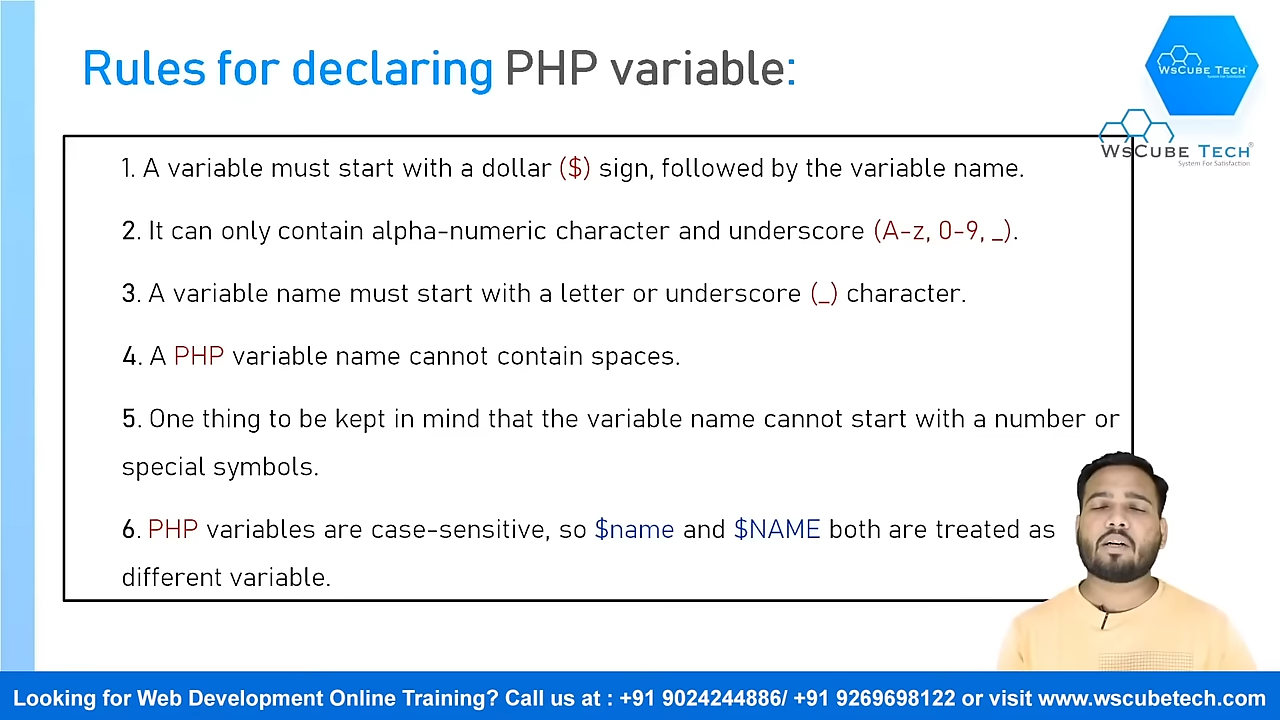 Rules for declaring PHP variable:
WsCube Tech
System For Satisfaction
WsCube Tech®
System For Satisfaction
1. A variable must start with a dollar ($) sign, followed by the variable name.
2. It can only contain alpha-numeric character and underscore (A-z, 0-9, _).
3. A variable name must start with a letter or underscore (_) character.
4. A PHP variable name cannot contain spaces.
5. One thing to be kept in mind that the variable name cannot start with a number or
special symbols.
6. PHP variables are case-sensitive, so $name and $NAME both are treated as
different variable.
Looking for Web Development Online Training? Call us at : +91 9024244886/ +91 9269698122 or visit www.wscubetech.com